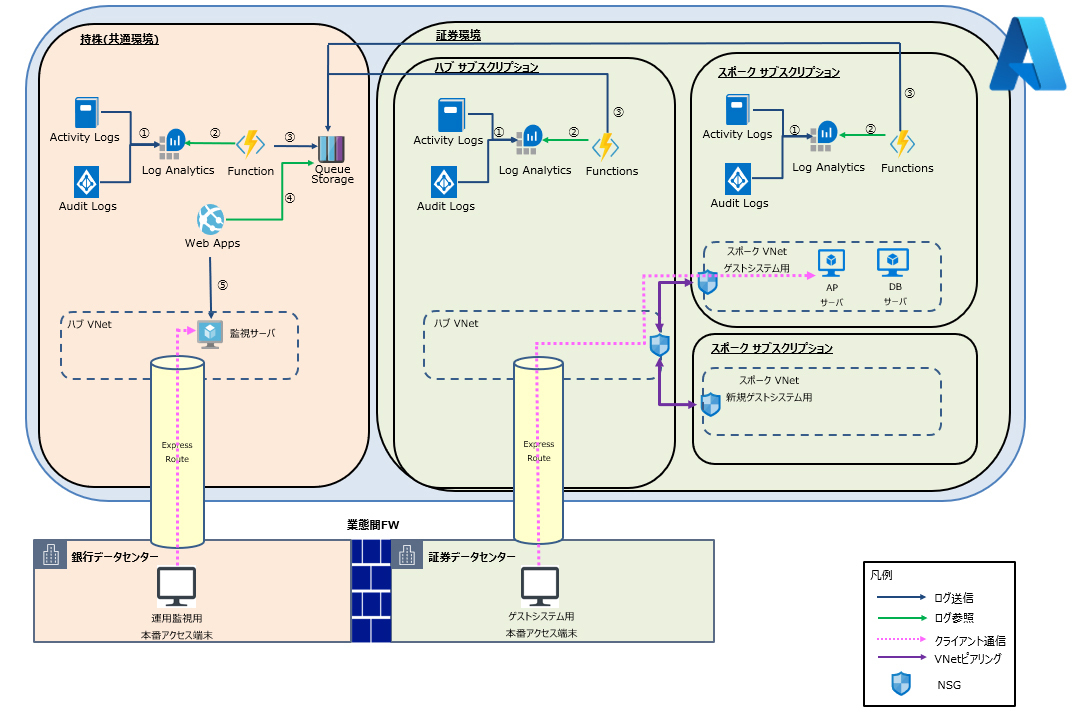 持株(共通環境)
Activity Logs
Audit Logs
①
Log Analytics
②
Function
③
Queue
Storage
④
Web Apps
⑤
ハブ VNet
監視サーバ
Express
Route
証券環境
ハブ サブスクリプション
Activity Logs
Audit Logs
①
Log Analytics
②
Functions
③
ハブ VNet
Express
Route
スポーク サブスクリプション
Activity Logs
Audit Logs
①
Log Analytics
②
Functions
③
スポーク VNet
ゲストシステム用
AP
サーバ
DB
サーバ
スポーク サブスクリプション
スポーク VNet
新規ゲストシステム用
業態間FW
銀行データセンター
運用監視用
本番アクセス端末
証券データセンター
ゲストシステム用
本番アクセス端末
凡例
ログ送信
ログ参照
クライアント通信
VNetピアリング
NSG